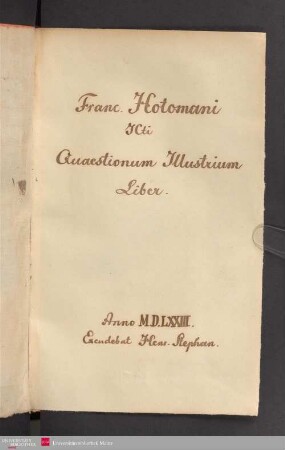 Franc. Hotomani
JCti
Quaestionum Illustrium
Liber.
Anno M.D.LXXIII.
Excudebat Henr. Stephan.